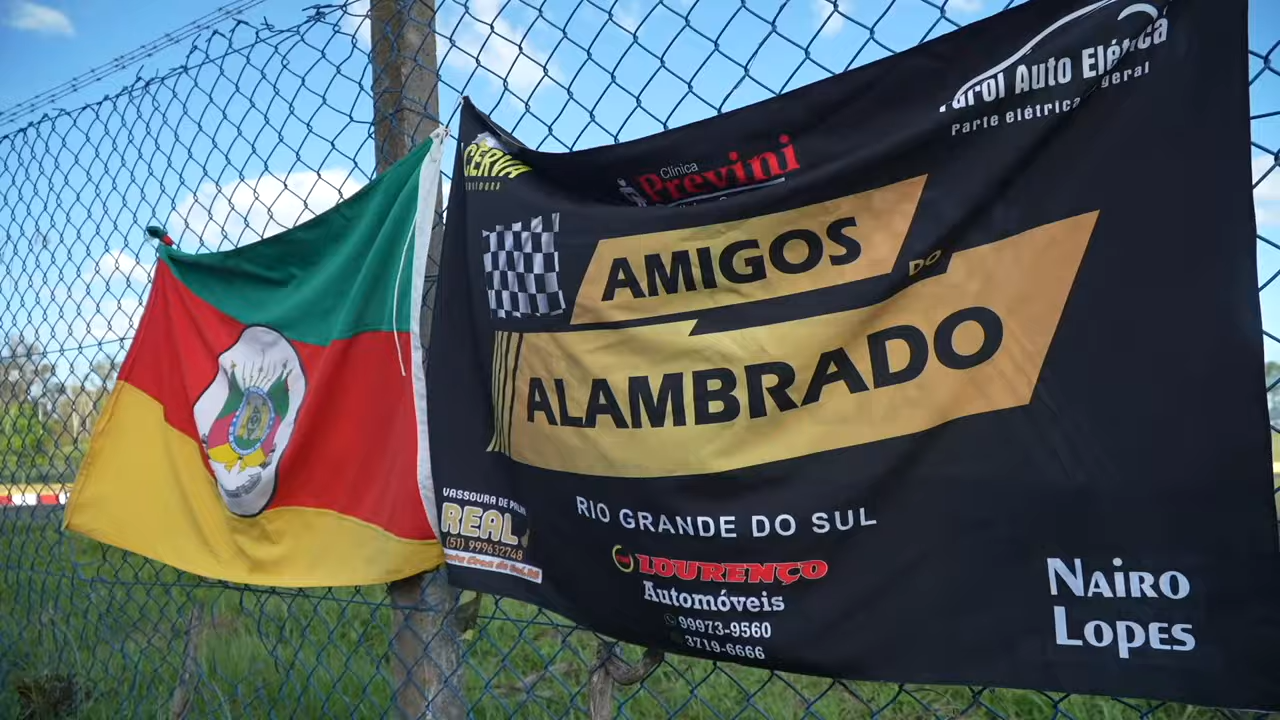 CERVA
Clínica
Previni
Farol Auto Elétrica
Parte elétrica geral
AMIGOS
DO
ALAMBRADO
RIO GRANDE DO SUL
VASSOURA DE PALHA
REAL
(51) 999632748
LOURENÇO
Automóveis
99973-9560
3719-6666
NAIRO
LOPES